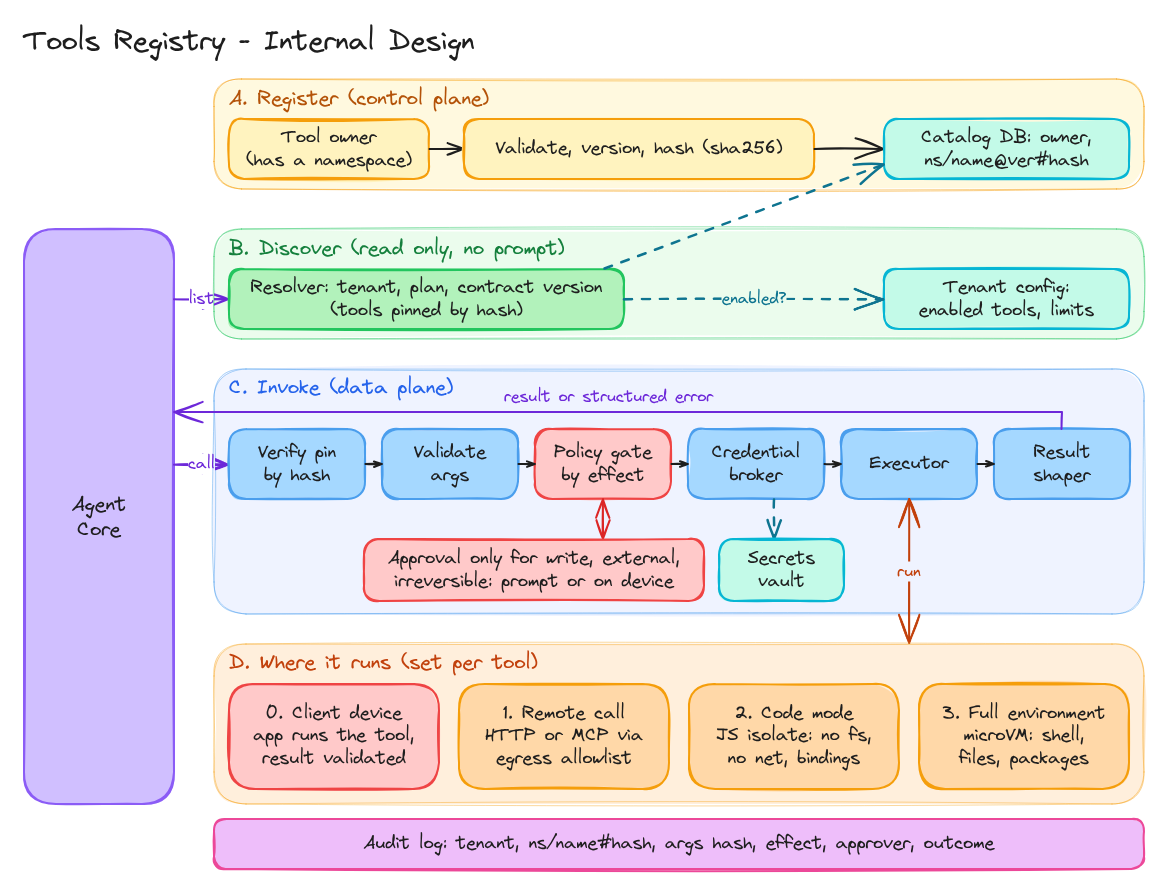 Tools Registry - Internal Design
A. Register (control plane)
Tool owner
(has a namespace)
Validate, version, hash (sha256)
Catalog DB: owner,
ns/name@ver#hash
B. Discover (read only, no prompt)
list
Resolver: tenant, plan, contract version
(tools pinned by hash)
enabled?
Tenant config:
enabled tools, limits
C. Invoke (data plane)
result or structured error
call
Verify pin
by hash
Validate
args
Policy gate
by effect
Credential
broker
Executor
Result
shaper
Agent
Core
Approval only for write, external,
irreversible: prompt or on device
Secrets
vault
run
D. Where it runs (set per tool)
0. Client device
app runs the tool,
result validated
1. Remote call
HTTP or MCP via
egress allowlist
2. Code mode
JS isolate: no fs,
no net, bindings
3. Full environment
microVM: shell,
files, packages
Audit log: tenant, ns/name#hash, args hash, effect, approver, outcome